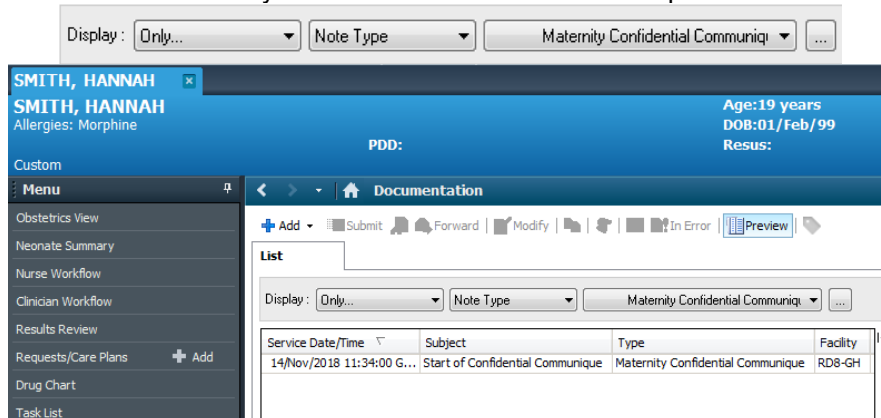 Display : Only... Note Type Maternity Confidential Communiqu ...
SMITH, HANNAH
SMITH, HANNAH
Allergies: Morphine
Age:19 years
DOB:01/Feb/99
PDD: Resus:
Custom
Menu
Documentation
Obstetrics View
Neonate Summary
Nurse Workflow
Clinician Workflow
Results Review
Requests/Care Plans Add
Drug Chart
Task List
Add Submit Forward Modify In Error Preview
List
Display : Only... Note Type Maternity Confidential Communiqu ...
Service Date/Time Subject Type Facility
14/Nov/2018 11:34:00 G... Start of Confidential Communique Maternity Confidential Communique RD8-GH